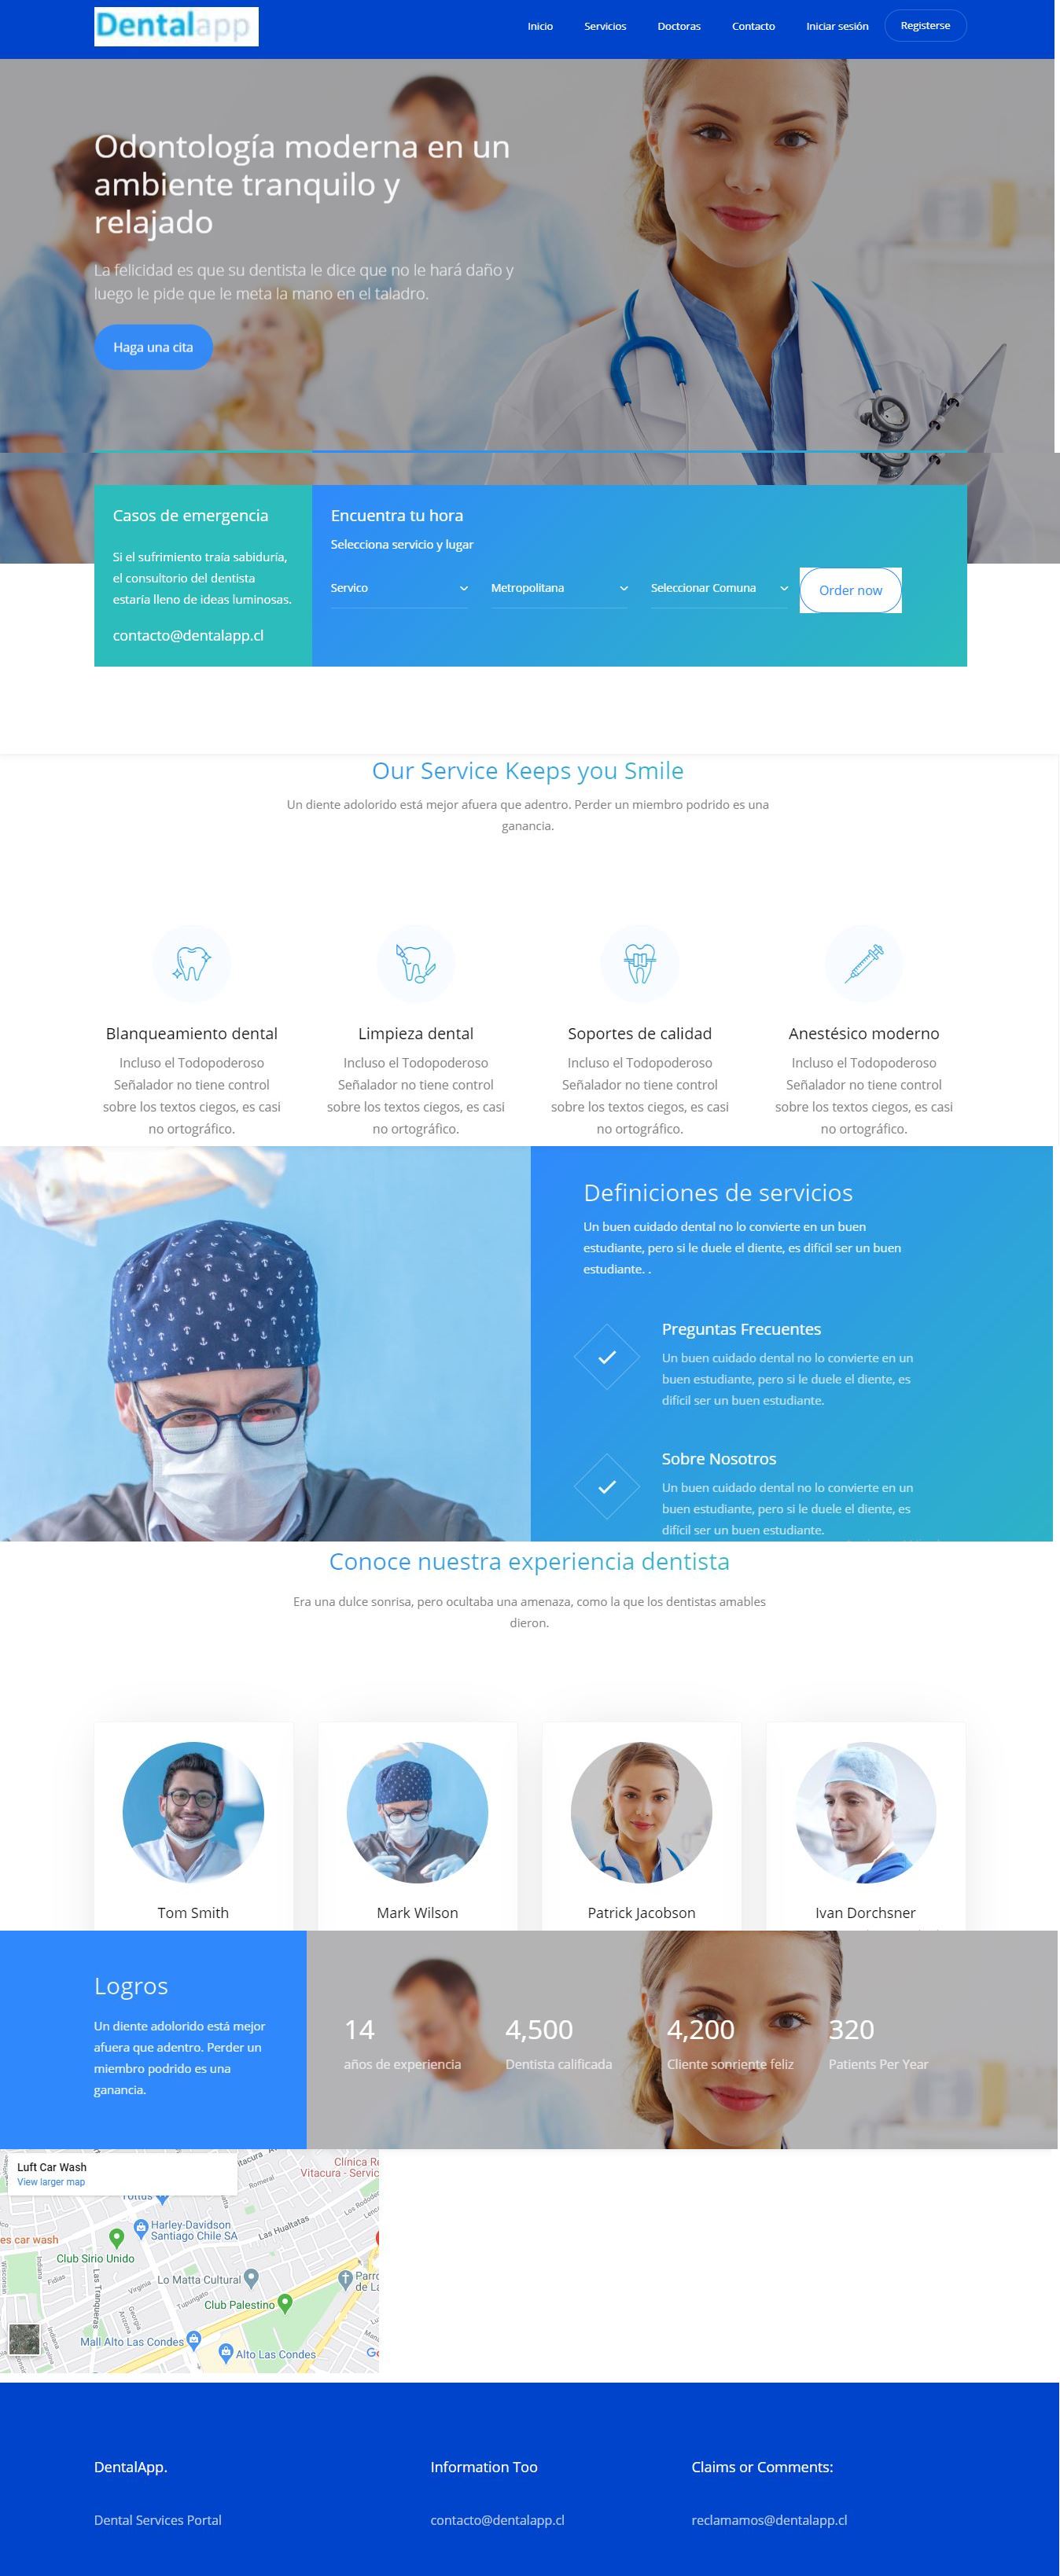 Dentalapp
Inicio
Servicios
Doctoras
Contacto
Iniciar sesión
Registerse
Odontología moderna en un
ambiente tranquilo y
relajado
La felicidad es que su dentista le dice que no le hará daño y
luego le pide que le meta la mano en el taladro.
Haga una cita
Casos de emergencia
Si el sufrimiento traía sabiduría,
el consultorio del dentista
estaría lleno de ideas luminosas.
contacto@dentalapp.cl
Encuentra tu hora
Selecciona servicio y lugar
Servico
Metropolitana
Seleccionar Comuna
Order now
Our Service Keeps you Smile
Un diente adolorido está mejor afuera que adentro. Perder un miembro podrido es una
ganancia.
Blanqueamiento dental
Incluso el Todopoderoso
Señalador no tiene control
sobre los textos ciegos, es casi
no ortográfico.
Limpieza dental
Incluso el Todopoderoso
Señalador no tiene control
sobre los textos ciegos, es casi
no ortográfico.
Soportes de calidad
Incluso el Todopoderoso
Señalador no tiene control
sobre los textos ciegos, es casi
no ortográfico.
Anestésico moderno
Incluso el Todopoderoso
Señalador no tiene control
sobre los textos ciegos, es casi
no ortográfico.
Definiciones de servicios
Un buen cuidado dental no lo convierte en un buen
estudiante, pero si le duele el diente, es difícil ser un buen
estudiante. .
Preguntas Frecuentes
Un buen cuidado dental no lo convierte en un
buen estudiante, pero si le duele el diente, es
difícil ser un buen estudiante.
Sobre Nosotros
Un buen cuidado dental no lo convierte en un
buen estudiante, pero si le duele el diente, es
difícil ser un buen estudiante.
Conoce nuestra experiencia dentista
Era una dulce sonrisa, pero ocultaba una amenaza, como la que los dentistas amables
dieron.
Tom Smith
Mark Wilson
Patrick Jacobson
Ivan Dorchsner
Logros
Un diente adolorido está mejor
afuera que adentro. Perder un
miembro podrido es una
ganancia.
14
años de experiencia
4,500
Dentista calificada
4,200
Cliente sonriente feliz
320
Patients Per Year
Luft Car Wash
View larger map
Clínica Re
Vitacura - Servic
Romeral
Tottus
Harley-Davidson
Santiago Chile SA
Las Hualtatas
es car wash
Club Sirio Unido
Las Tranqueras
Virginia
Lo Matta Cultural
Tupungato
Parro
de La
Club Palestino
Arizona
Georgia
Indiana
Mall Alto Las Condes
Alto Las Condes
DentalApp.
Dental Services Portal
Information Too
contacto@dentalapp.cl
Claims or Comments:
reclamamos@dentalapp.cl